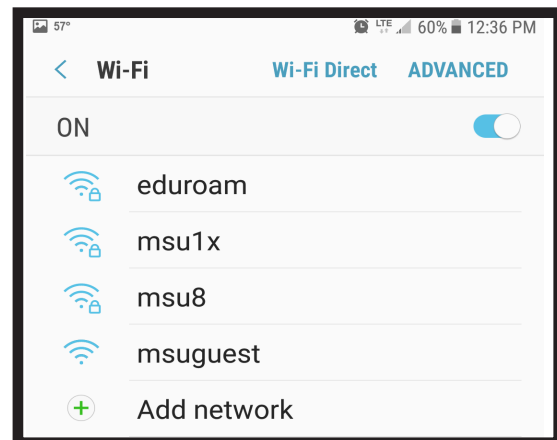 57° LTE 60% 12:36 PM
Wi-Fi Wi-Fi Direct ADVANCED
ON
eduroam
msu1x
msu8
msuguest
Add network